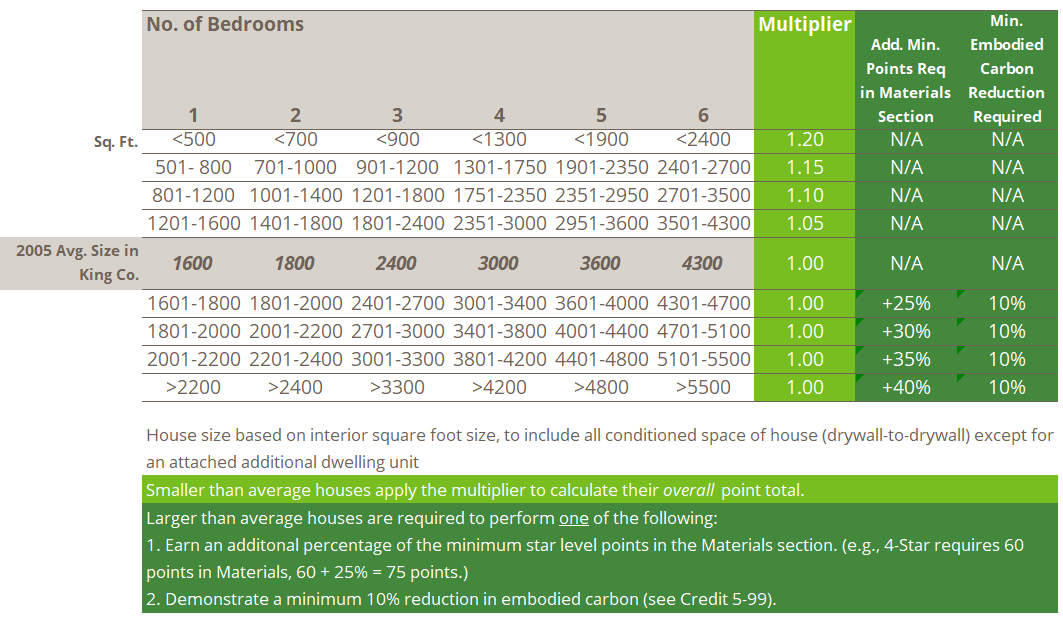 No. of Bedrooms Multiplier Add. Min. Points Req in Materials Section Min. Embodied Carbon Reduction Required
1 2 3 4 5 6
Sq. Ft. <500 <700 <900 <1300 <1900 <2400 1.20 N/A N/A
501- 800 701-1000 901-1200 1301-1750 1901-2350 2401-2700 1.15 N/A N/A
801-1200 1001-1400 1201-1800 1751-2350 2351-2950 2701-3500 1.10 N/A N/A
1201-1600 1401-1800 1801-2400 2351-3000 2951-3600 3501-4300 1.05 N/A N/A
2005 Avg. Size in King Co. 1600 1800 2400 3000 3600 4300 1.00 N/A N/A
1601-1800 1801-2000 2401-2700 3001-3400 3601-4000 4301-4700 1.00 +25% 10%
1801-2000 2001-2200 2701-3000 3401-3800 4001-4400 4701-5100 1.00 +30% 10%
2001-2200 2201-2400 3001-3300 3801-4200 4401-4800 5101-5500 1.00 +35% 10%
>2200 >2400 >3300 >4200 >4800 >5500 1.00 +40% 10%
House size based on interior square foot size, to include all conditioned space of house (drywall-to-drywall) except for
an attached additional dwelling unit
Smaller than average houses apply the multiplier to calculate their overall point total.
Larger than average houses are required to perform one of the following:
1. Earn an additonal percentage of the minimum star level points in the Materials section. (e.g., 4-Star requires 60
points in Materials, 60 + 25% = 75 points.)
2. Demonstrate a minimum 10% reduction in embodied carbon (see Credit 5-99).